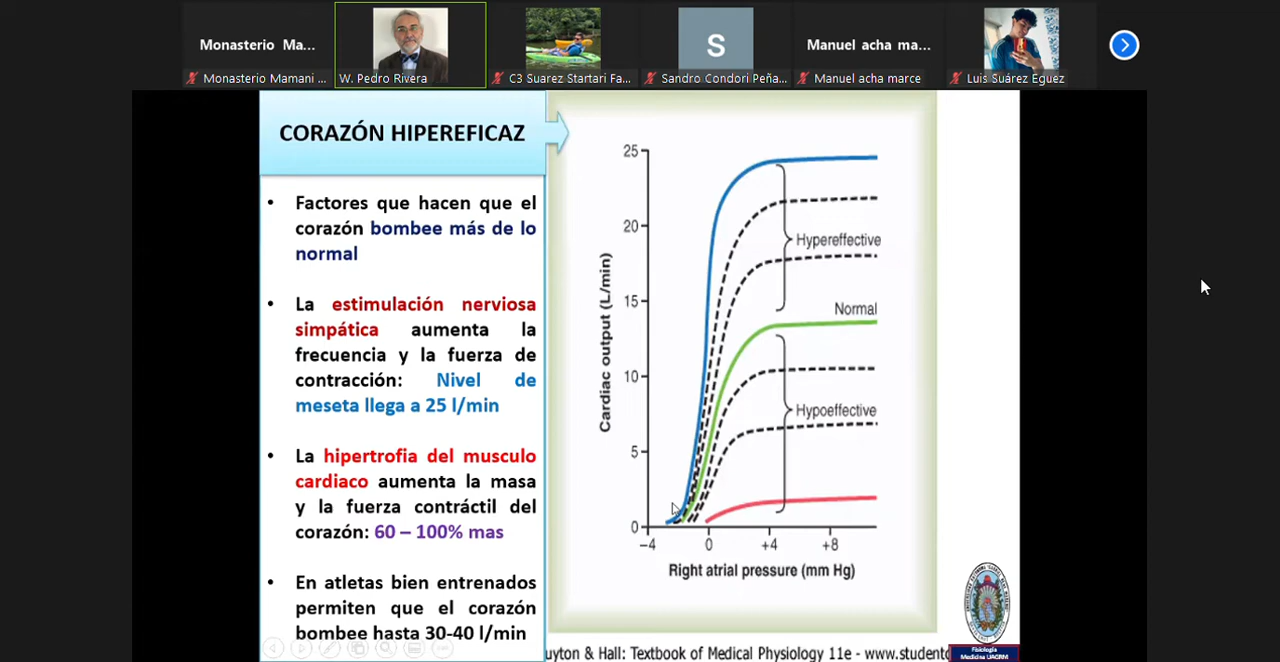 Monasterio Ma...
S
Manuel acha ma...
Monasterio Mamani ...
W. Pedro Rivera
C3 Suarez Startari Fa...
Sandro Condori Peña...
Manuel acha marce
Luis Suárez Eguez
CORAZÓN HIPEREFICAZ
• Factores que hacen que el
corazón bombee más de lo
normal
• La estimulación nerviosa
simpática aumenta la
frecuencia y la fuerza de
contracción: Nivel de
meseta llega a 25 l/min
• La hipertrofia del musculo
cardiaco aumenta la masa
y la fuerza contráctil del
corazón: 60 – 100% mas
• En atletas bien entrenados
permiten que el corazón
bombee hasta 30-40 l/min
Cardiac output (L/min)
25
20
15
10
5
0
Hypereffective
Normal
Hypoeffective
−4 0 +4 +8
Right atrial pressure (mm Hg)
uyton & Hall: Textbook of Medical Physiology 11e - www.studentc
Fisiología
Medicina UAGRM